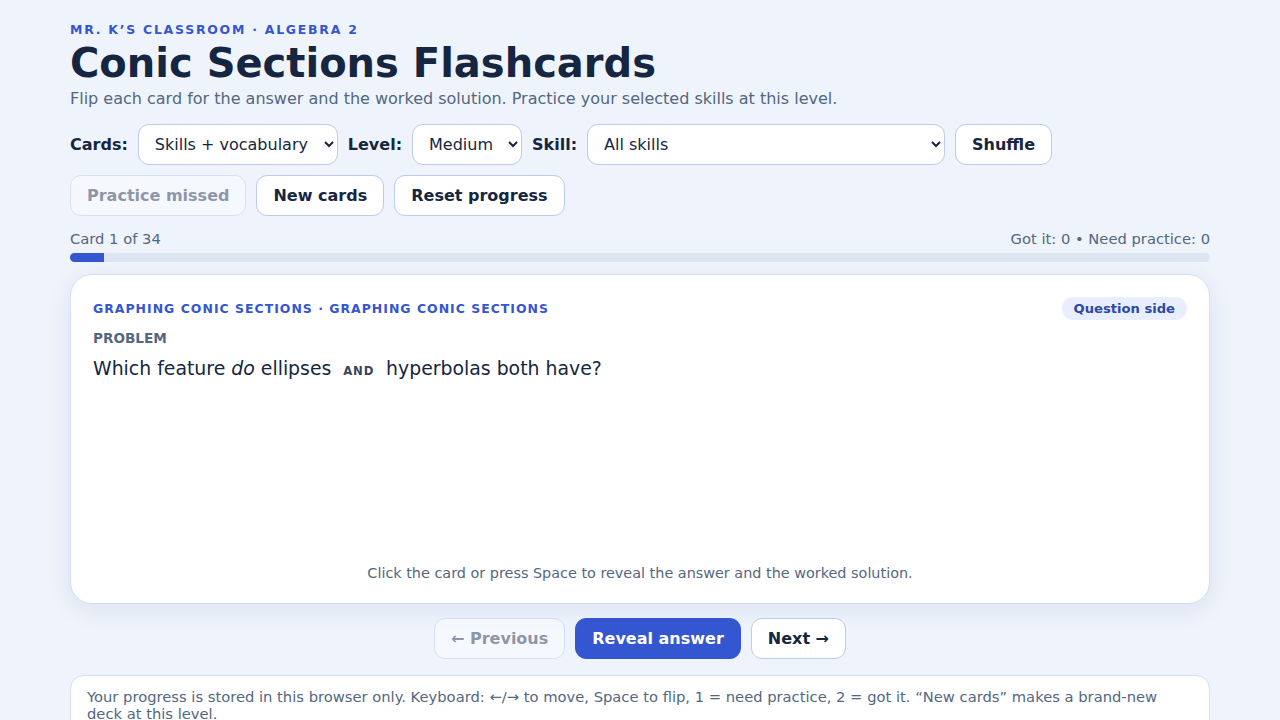 MR. K’S CLASSROOM · ALGEBRA 2
Conic Sections Flashcards
Flip each card for the answer and the worked solution. Practice your selected skills at this level.
Cards: Skills + vocabulary Level: Medium Skill: All skills Shuffle
Practice missed New cards Reset progress
Card 1 of 34 Got it: 0 • Need practice: 0
GRAPHING CONIC SECTIONS · GRAPHING CONIC SECTIONS Question side
PROBLEM
Which feature do ellipses AND hyperbolas both have?
Click the card or press Space to reveal the answer and the worked solution.
← Previous Reveal answer Next →
Your progress is stored in this browser only. Keyboard: ←/→ to move, Space to flip, 1 = need practice, 2 = got it. “New cards” makes a brand-new
deck at this level.